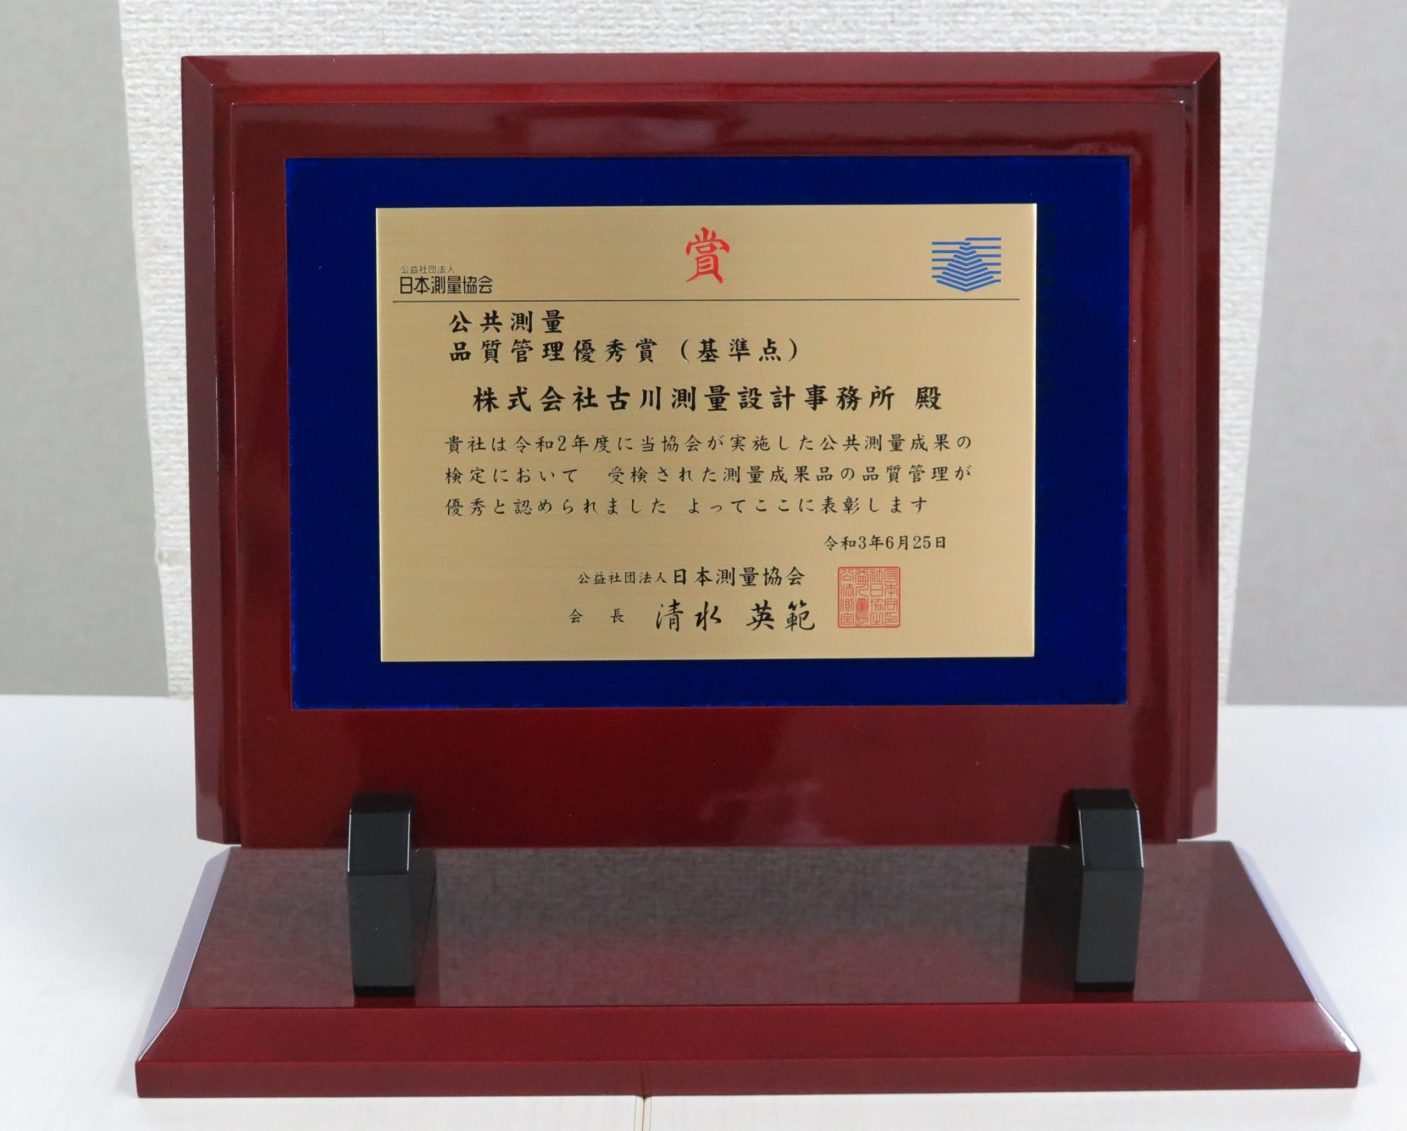 賞
公益社団法人
日本測量協会
公共測量
品質管理優秀賞（基準点）
株式会社古川測量設計事務所 殿
貴社は令和2年度に当協会が実施した公共測量成果の
検定において　受検された測量成果品の品質管理が
優秀と認められました　よってここに表彰します
令和3年6月25日
公益社団法人日本測量協会
会　長　清水 英範